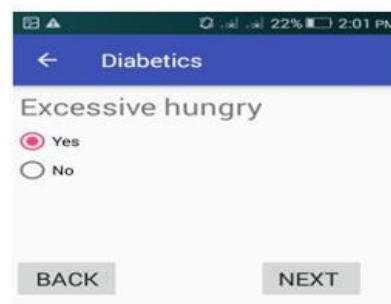 22% 2:01 PM
← Diabetics
Excessive hungry
Yes
No
BACK NEXT